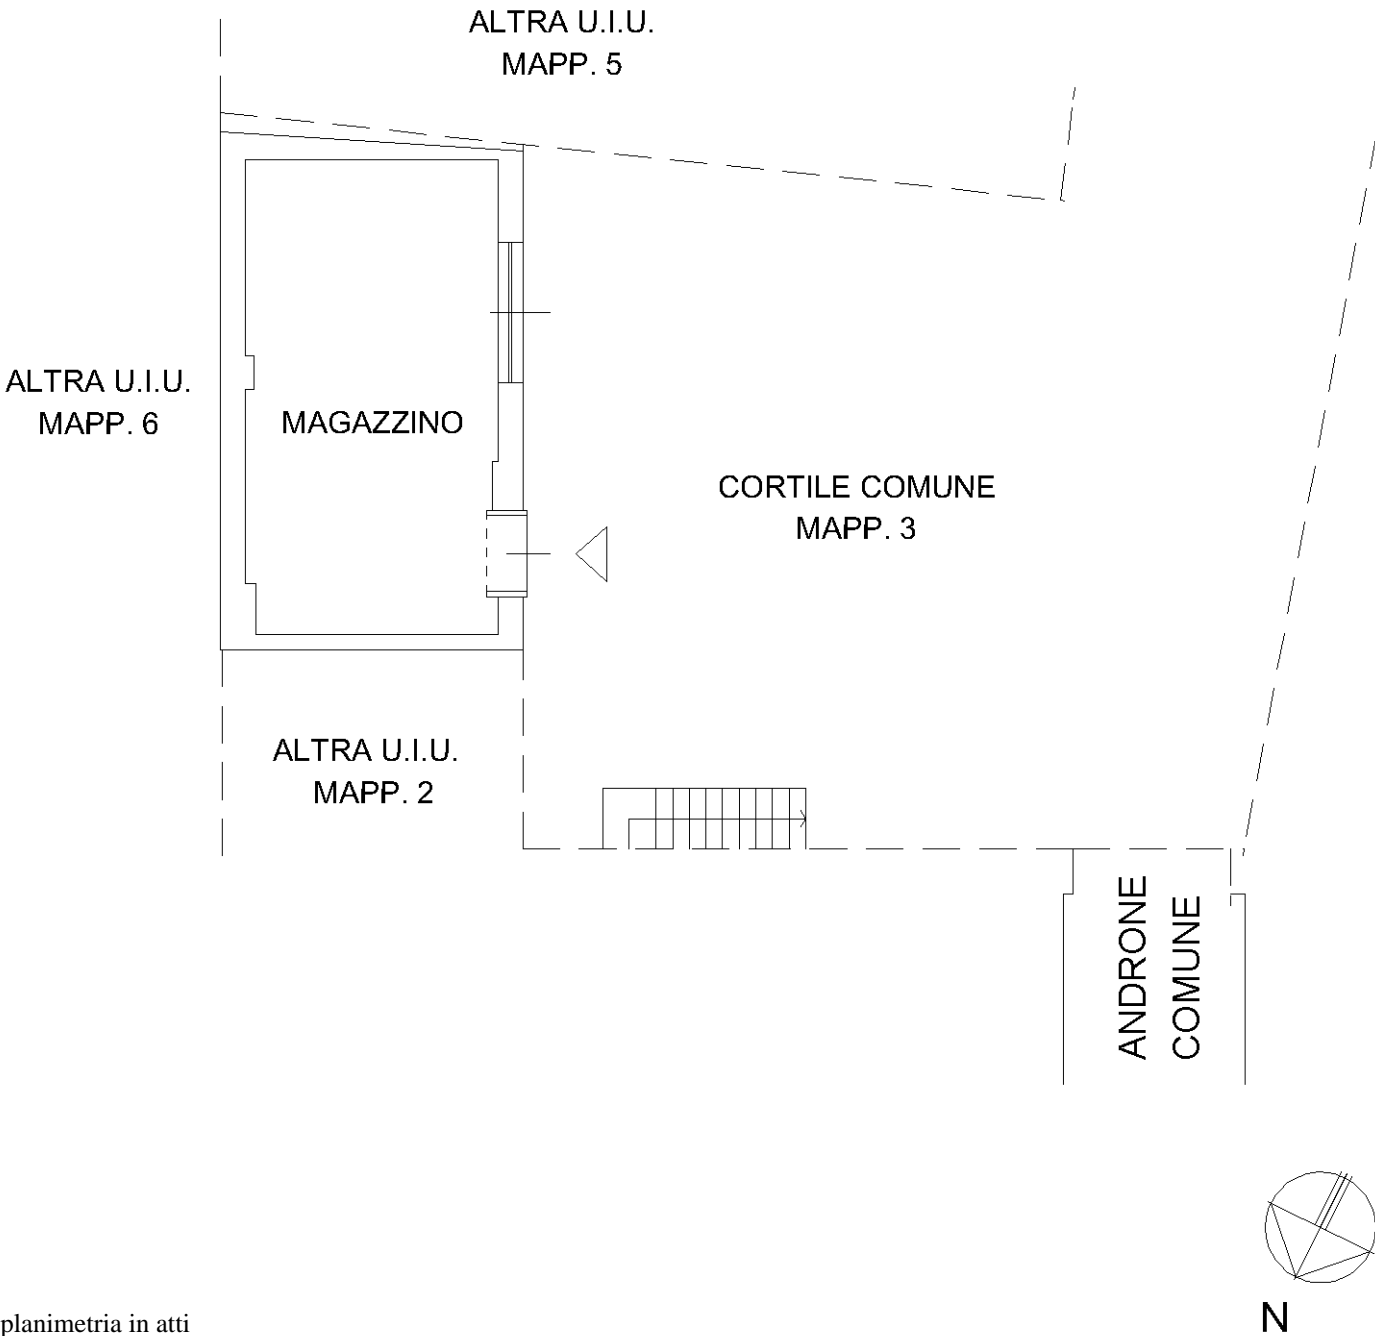 ALTRA U.I.U.
MAPP. 5
ALTRA U.I.U.
MAPP. 6
MAGAZZINO
CORTILE COMUNE
MAPP. 3
ALTRA U.I.U.
MAPP. 2
ANDRONE
COMUNE
N
planimetria in atti